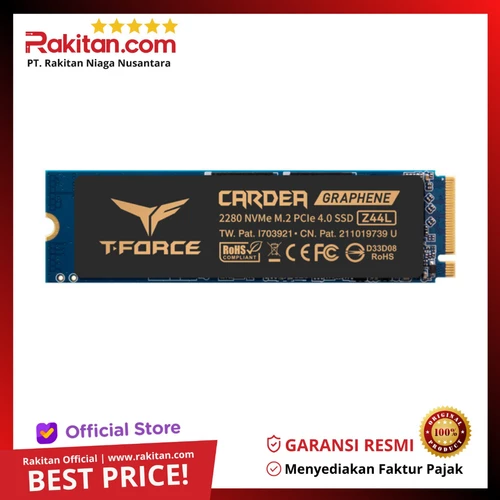 Rakitan.com
PT. Rakitan Niaga Nusantara
T-FORCE
CARDEA GRAPHENE
2280 NVMe M.2 PCIe 4.0 SSD Z44L
TW. Pat. I703921 • CN. Pat. 211019739 U
RoHS
COMPLIANT
D33D08
RoHS
Official Store
Rakitan Official | www.rakitan.com
BEST PRICE!
GARANSI RESMI
Menyediakan Faktur Pajak
ORIGINAL
100%
PRODUCT